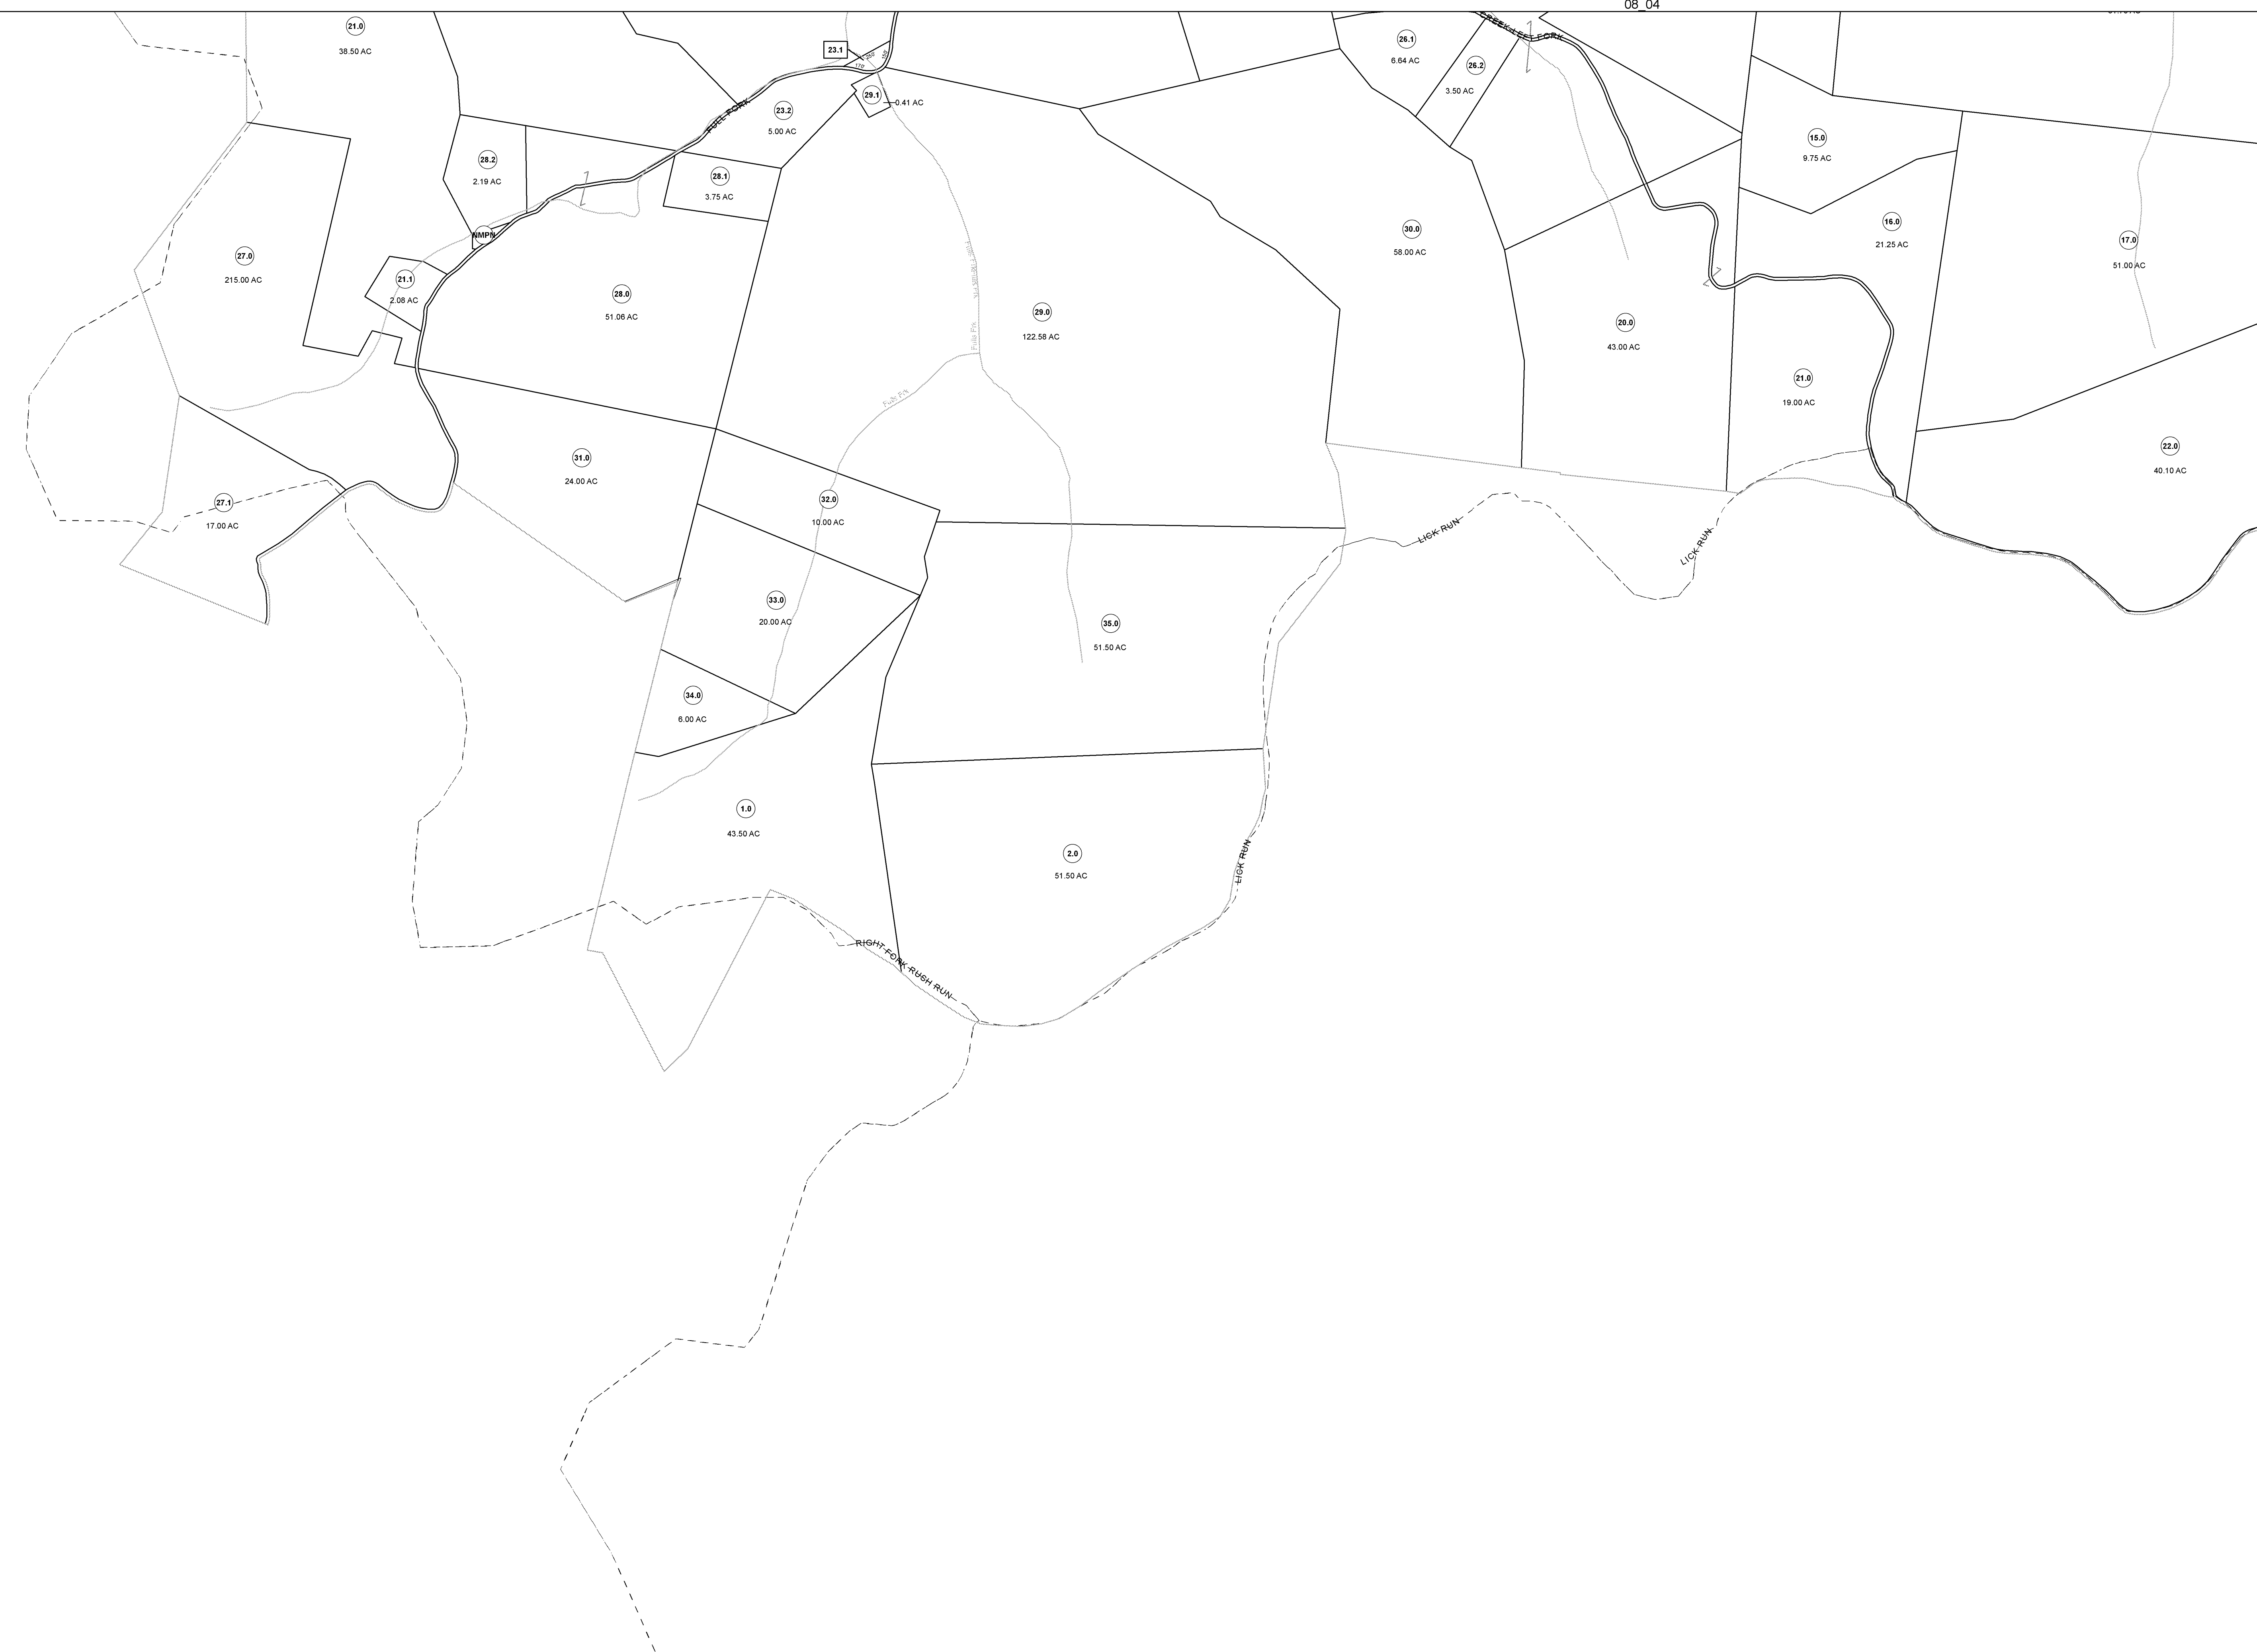 08_04
21.0
38.50 AC
23.1
170
29.1
0.41 AC
23.2
5.00 AC
26.1
6.64 AC
26.2
3.50 AC
CREEK LEFT FORK
FULL FORK
15.0
9.75 AC
28.2
2.19 AC
28.1
3.75 AC
16.0
21.25 AC
17.0
51.00 AC
NMPN
27.0
215.00 AC
21.1
2.08 AC
28.0
51.06 AC
30.0
58.00 AC
29.0
122.58 AC
20.0
43.00 AC
21.0
19.00 AC
22.0
40.10 AC
31.0
24.00 AC
27.1
17.00 AC
32.0
10.00 AC
LICK RUN
LICK RUN
33.0
20.00 AC
35.0
51.50 AC
34.0
6.00 AC
1.0
43.50 AC
2.0
51.50 AC
LICK RUN
RIGHT FORK RUSH RUN